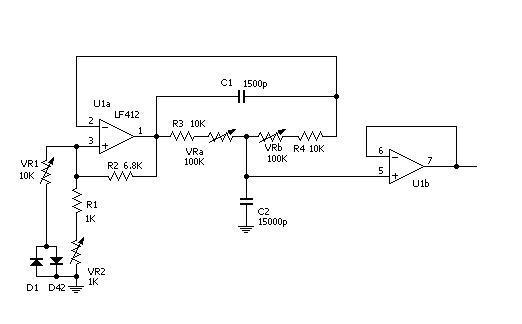 C1 1500p
U1a
LF412
2
3
1
R3 10K
VRa
100K
VRb
100K
R4 10K
6
5
7
U1b
VR1
10K
R2 6.8K
R1
1K
C2
15000p
VR2
1K
D1
D42